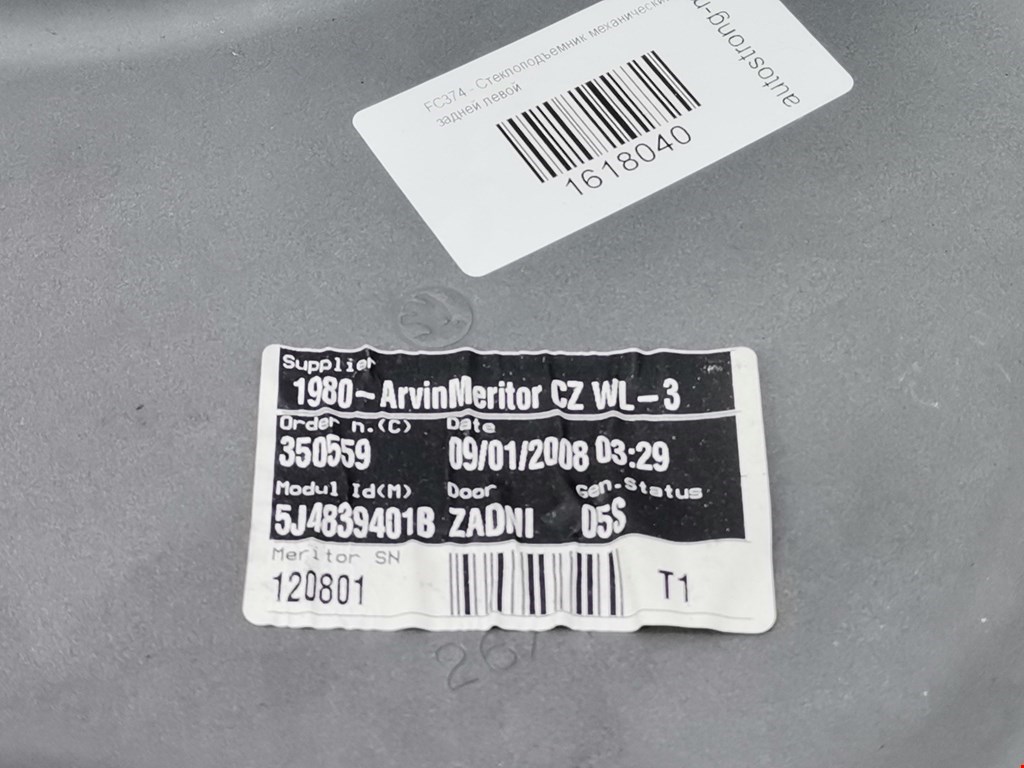 FC374 - Стеклоподъемник механический
задней левой
1618040
autostrong-
Supplier
1980-ArvinMeritor CZ WL-3
Order n.(C) Date
350559 09/01/2008 03:29
Modul Id(M) Door Gen.Status
5J4839401B ZADNI 05S
Meritor SN
120801 T1
26